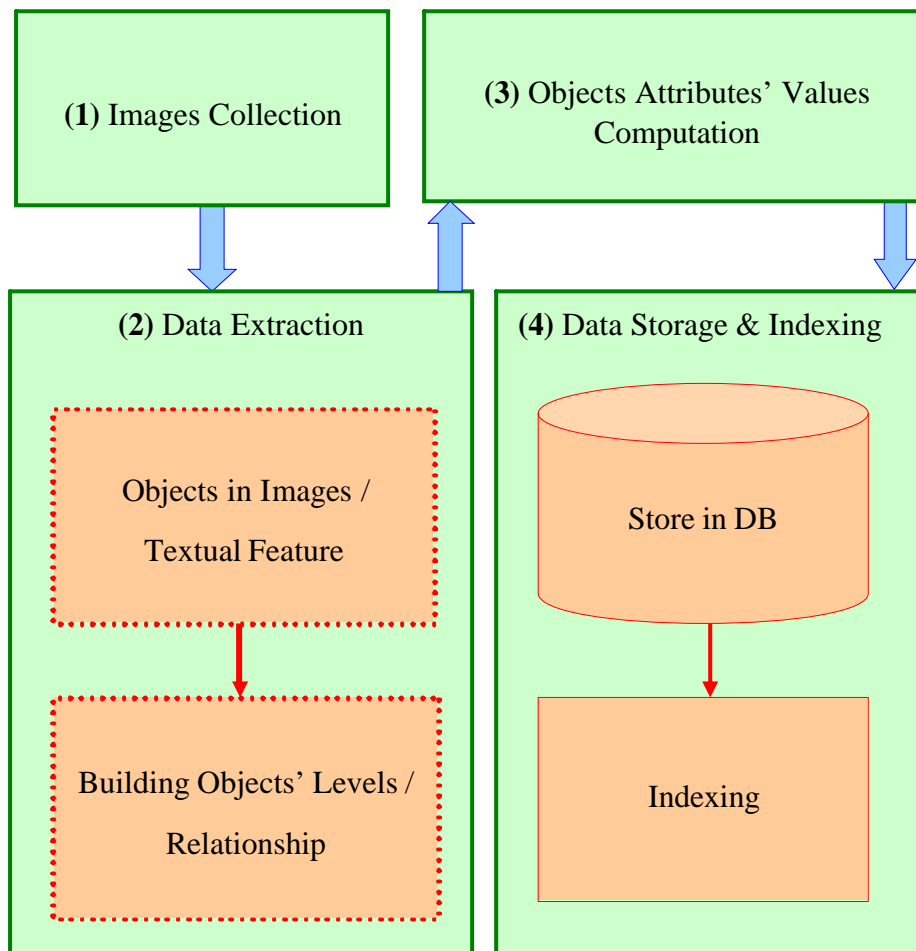 (1) Images Collection
(2) Data Extraction
Objects in Images /
Textual Feature
Building Objects’ Levels /
Relationship
(3) Objects Attributes’ Values
Computation
(4) Data Storage & Indexing
Store in DB
Indexing